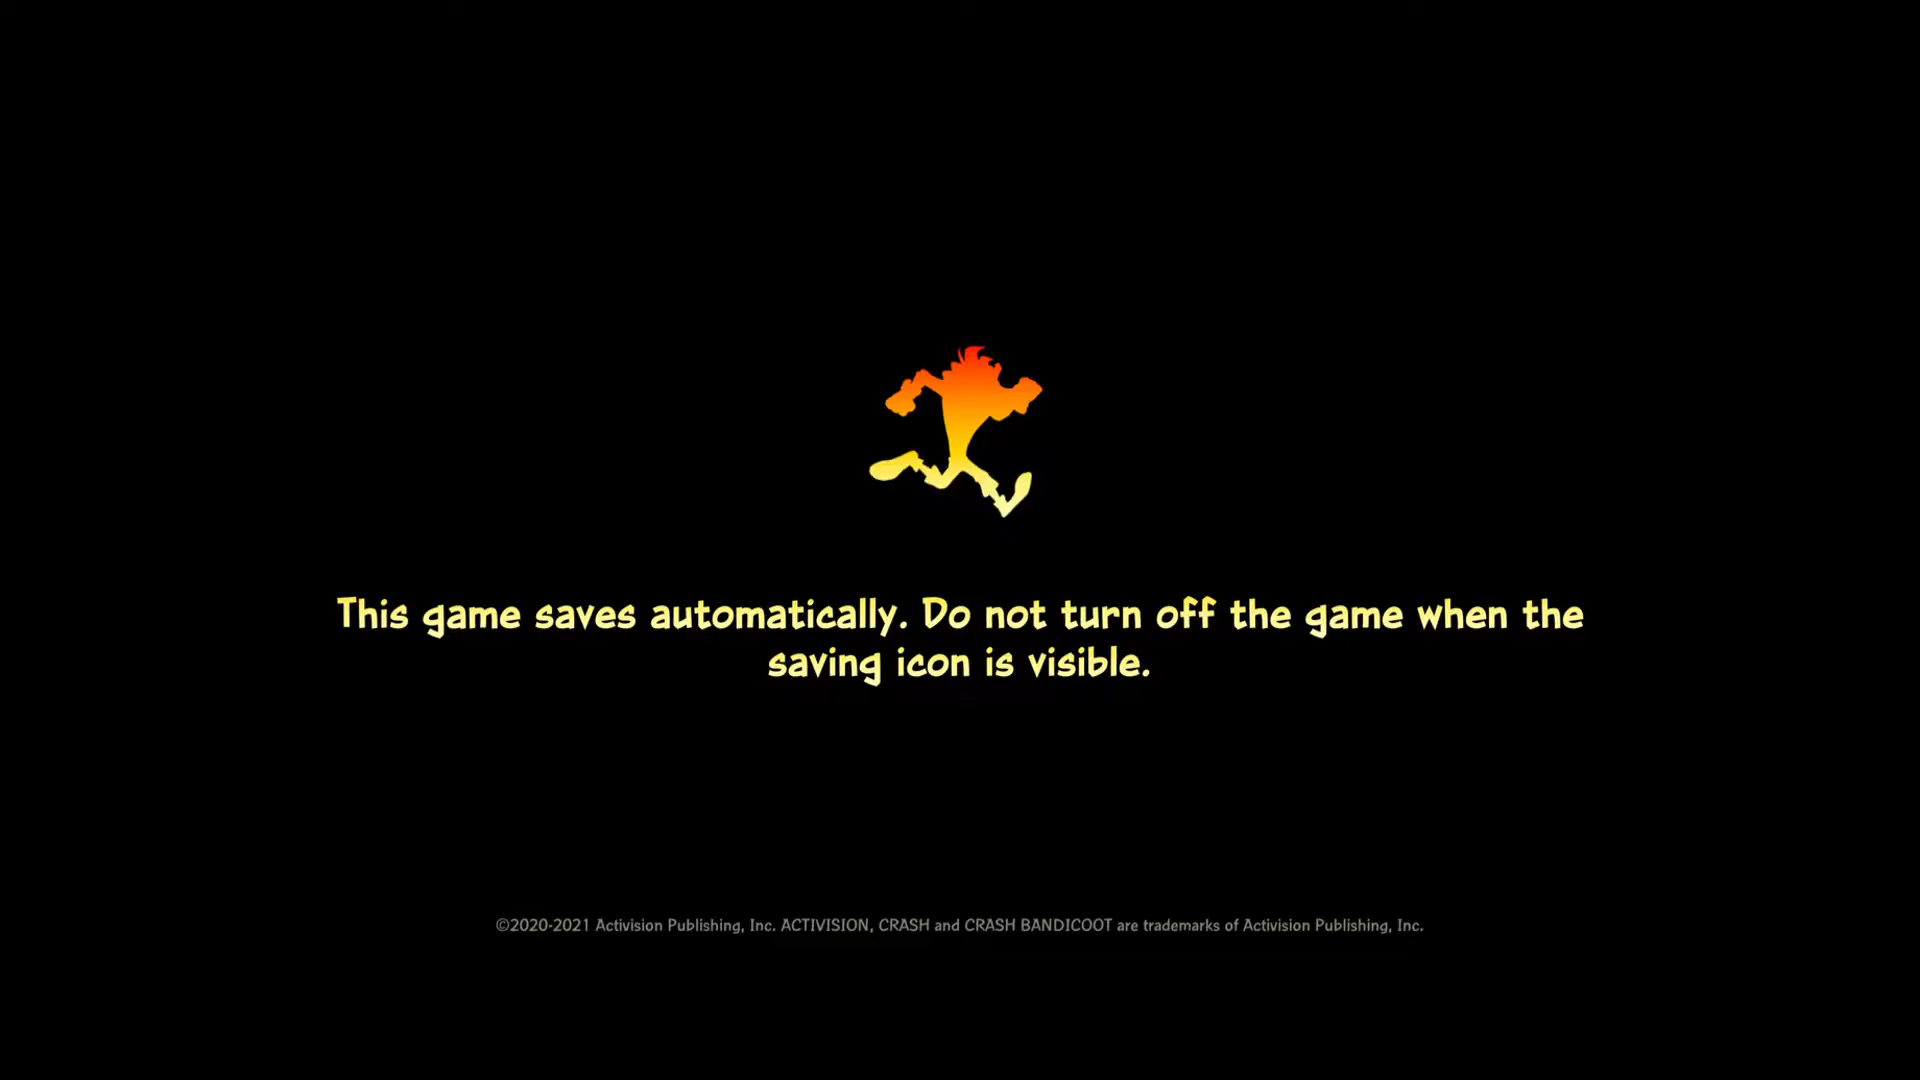 This game saves automatically. Do not turn off the game when the
saving icon is visible.
©2020-2021 Activision Publishing, Inc. ACTIVISION, CRASH and CRASH BANDICOOT are trademarks of Activision Publishing, Inc.